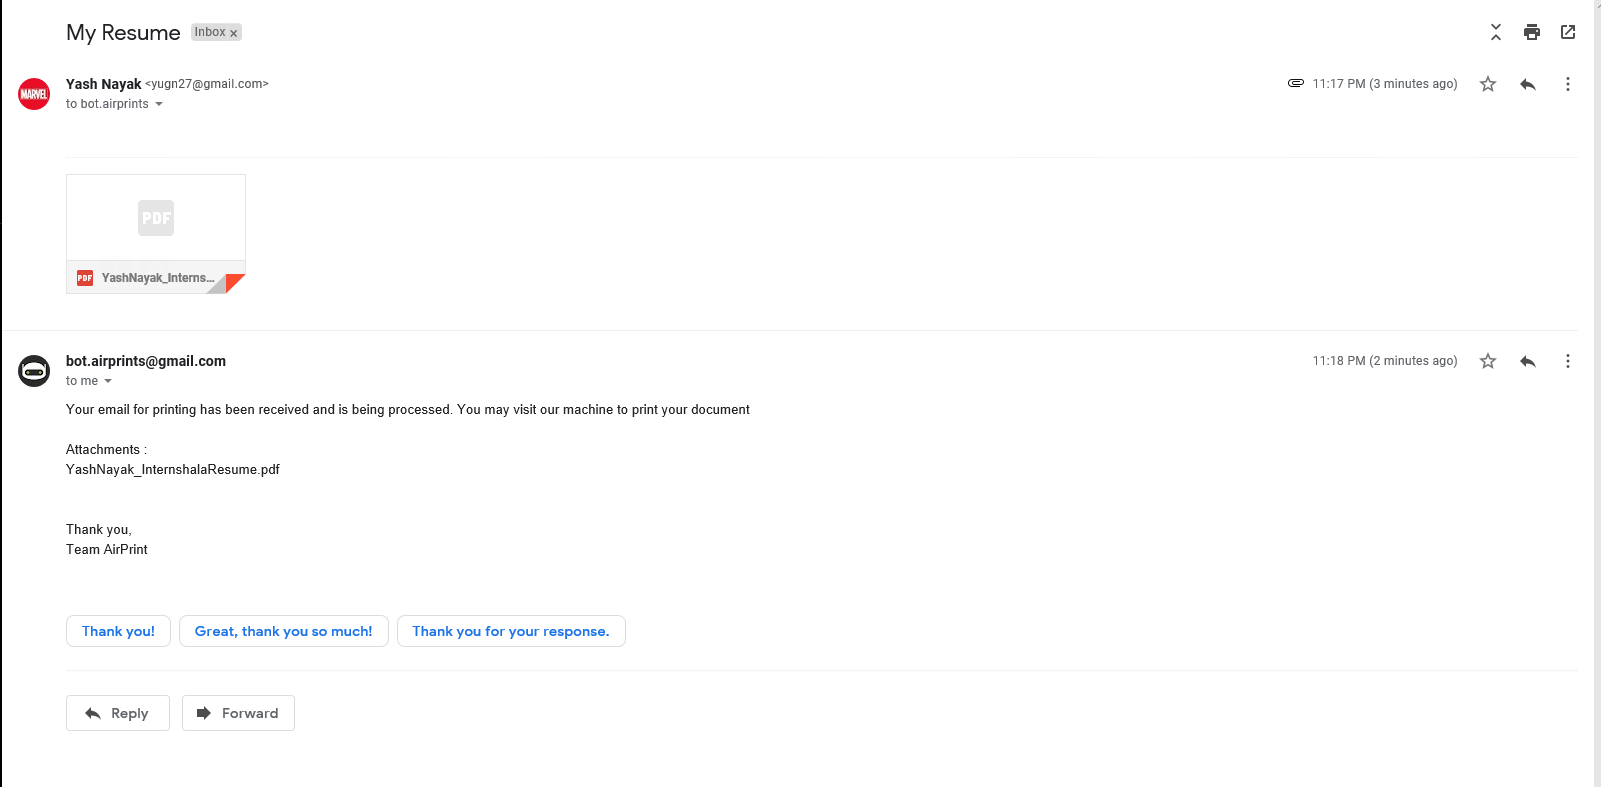 My Resume Inbox x
Yash Nayak <yugn27@gmail.com> 11:17 PM (3 minutes ago)
MARVEL
to bot.airprints
PDF
PDF YashNayak_Interns...
bot.airprints@gmail.com 11:18 PM (2 minutes ago)
to me
Your email for printing has been received and is being processed. You may visit our machine to print your document
Attachments :
YashNayak_InternshalaResume.pdf
Thank you,
Team AirPrint
Thank you! Great, thank you so much! Thank you for your response.
Reply Forward